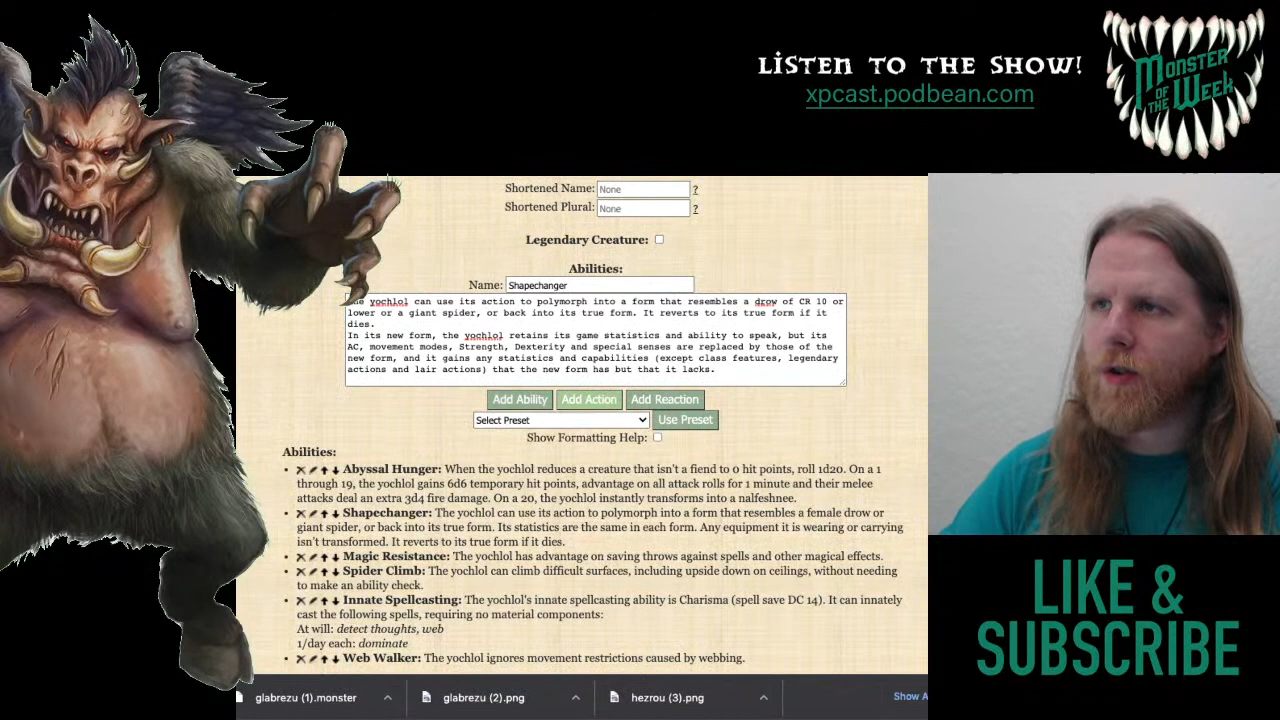 LISTEN TO THE SHOW!
xpcast.podbean.com
MONSTER
OF
THE WEEK
Shortened Name: None ?
Shortened Plural: None ?
Legendary Creature:
Abilities:
Name: Shapechanger
yochlol can use its action to polymorph into a form that resembles a drow of CR 10 or
lower or a giant spider, or back into its true form. It reverts to its true form if it
dies.
In its new form, the yochlol retains its game statistics and ability to speak, but its
AC, movement modes, Strength, Dexterity and special senses are replaced by those of the
new form, and it gains any statistics and capabilities (except class features, legendary
actions and lair actions) that the new form has but that it lacks.
Add Ability Add Action Add Reaction
Select Preset Use Preset
Show Formatting Help:
Abilities:
Abyssal Hunger: When the yochlol reduces a creature that isn't a fiend to 0 hit points, roll 1d20. On a 1
through 19, the yochlol gains 6d6 temporary hit points, advantage on all attack rolls for 1 minute and their melee
attacks deal an extra 3d4 fire damage. On a 20, the yochlol instantly transforms into a nalfeshnee.
Shapechanger: The yochlol can use its action to polymorph into a form that resembles a female drow or
giant spider, or back into its true form. Its statistics are the same in each form. Any equipment it is wearing or carrying
isn't transformed. It reverts to its true form if it dies.
Magic Resistance: The yochlol has advantage on saving throws against spells and other magical effects.
Spider Climb: The yochlol can climb difficult surfaces, including upside down on ceilings, without needing
to make an ability check.
Innate Spellcasting: The yochlol's innate spellcasting ability is Charisma (spell save DC 14). It can innately
cast the following spells, requiring no material components:
At will: detect thoughts, web
1/day each: dominate
Web Walker: The yochlol ignores movement restrictions caused by webbing.
glabrezu (1).monster
glabrezu (2).png
hezrou (3).png
Show A
LIKE &
SUBSCRIBE